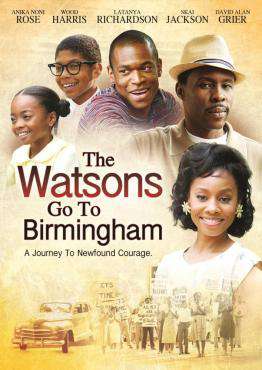 ANIKA NONI WOOD LATANYA SKAI DAVID ALAN
ROSE HARRIS RICHARDSON JACKSON GRIER
The
Watsons
Go To
Birmingham
A Journey To Newfound Courage.